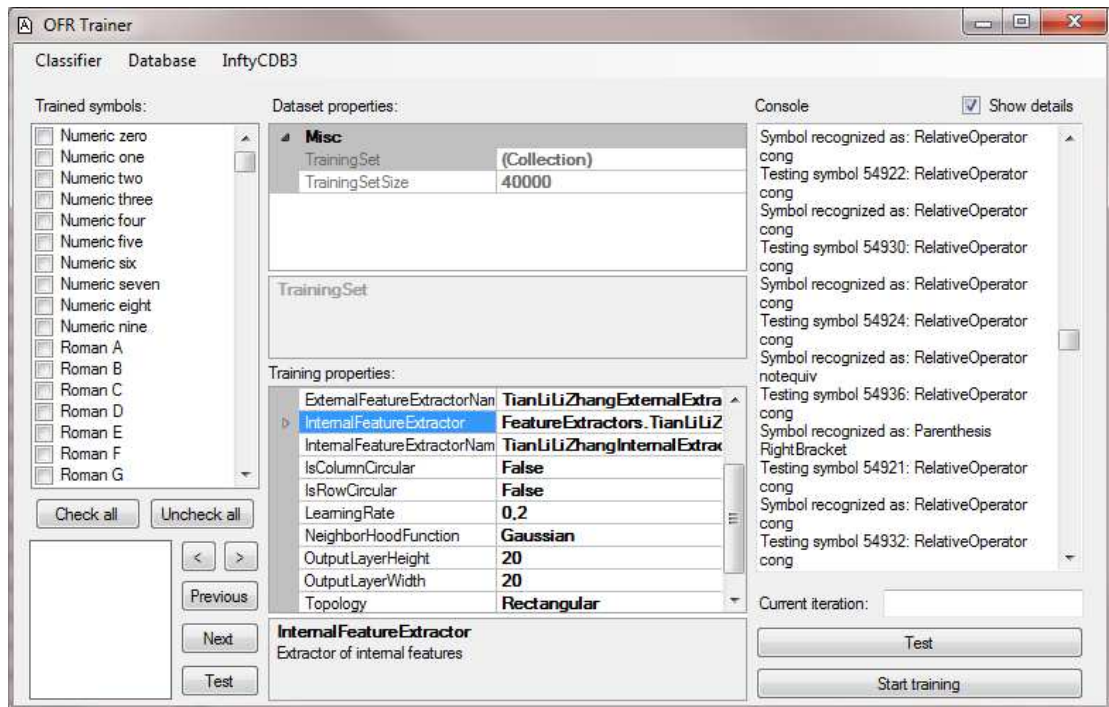 OFR Trainer
Classifier Database InftyCDB3
Trained symbols:
Numeric zero
Numeric one
Numeric two
Numeric three
Numeric four
Numeric five
Numeric six
Numeric seven
Numeric eight
Numeric nine
Roman A
Roman B
Roman C
Roman D
Roman E
Roman F
Roman G
Check all Uncheck all
< >
Previous
Next
Test
Dataset properties:
Misc
TrainingSet (Collection)
TrainingSetSize 40000
TrainingSet
Training properties:
ExternalFeatureExtractorNam TianLiLiZhangExternalExtra
InternalFeatureExtractor FeatureExtractors.TianLiLiZ
InternalFeatureExtractorNam TianLiLiZhangInternalExtrac
IsColumnCircular False
IsRowCircular False
LearningRate 0,2
NeighborHoodFunction Gaussian
OutputLayerHeight 20
OutputLayerWidth 20
Topology Rectangular
InternalFeatureExtractor
Extractor of internal features
Console Show details
Symbol recognized as: RelativeOperator
cong
Testing symbol 54922: RelativeOperator
cong
Symbol recognized as: RelativeOperator
cong
Testing symbol 54930: RelativeOperator
cong
Symbol recognized as: RelativeOperator
cong
Testing symbol 54924: RelativeOperator
cong
Symbol recognized as: RelativeOperator
notequiv
Testing symbol 54936: RelativeOperator
cong
Symbol recognized as: Parenthesis
RightBracket
Testing symbol 54921: RelativeOperator
cong
Symbol recognized as: RelativeOperator
cong
Testing symbol 54932: RelativeOperator
cong
Current iteration:
Test
Start training